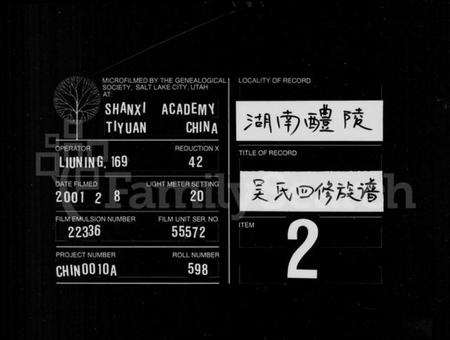 MICROFILMED BY THE GENEALOGICAL
SOCIETY, SALT LAKE CITY, UTAH
AT:
SHANXI ACADEMY
TIYUAN CHINA
OPERATOR REDUCTION X
LIUNING, 169 42
DATE FILMED LIGHT METER SETTING
2001 2 8 20
FILM EMULSION NUMBER FILM UNIT SER. NO.
22336 55572
PROJECT NUMBER ROLL NUMBER
CHIN0010A 598
LOCALITY OF RECORD
湖南醴陵
TITLE OF RECORD
吴氏四修族谱
ITEM
2
FamilySearch